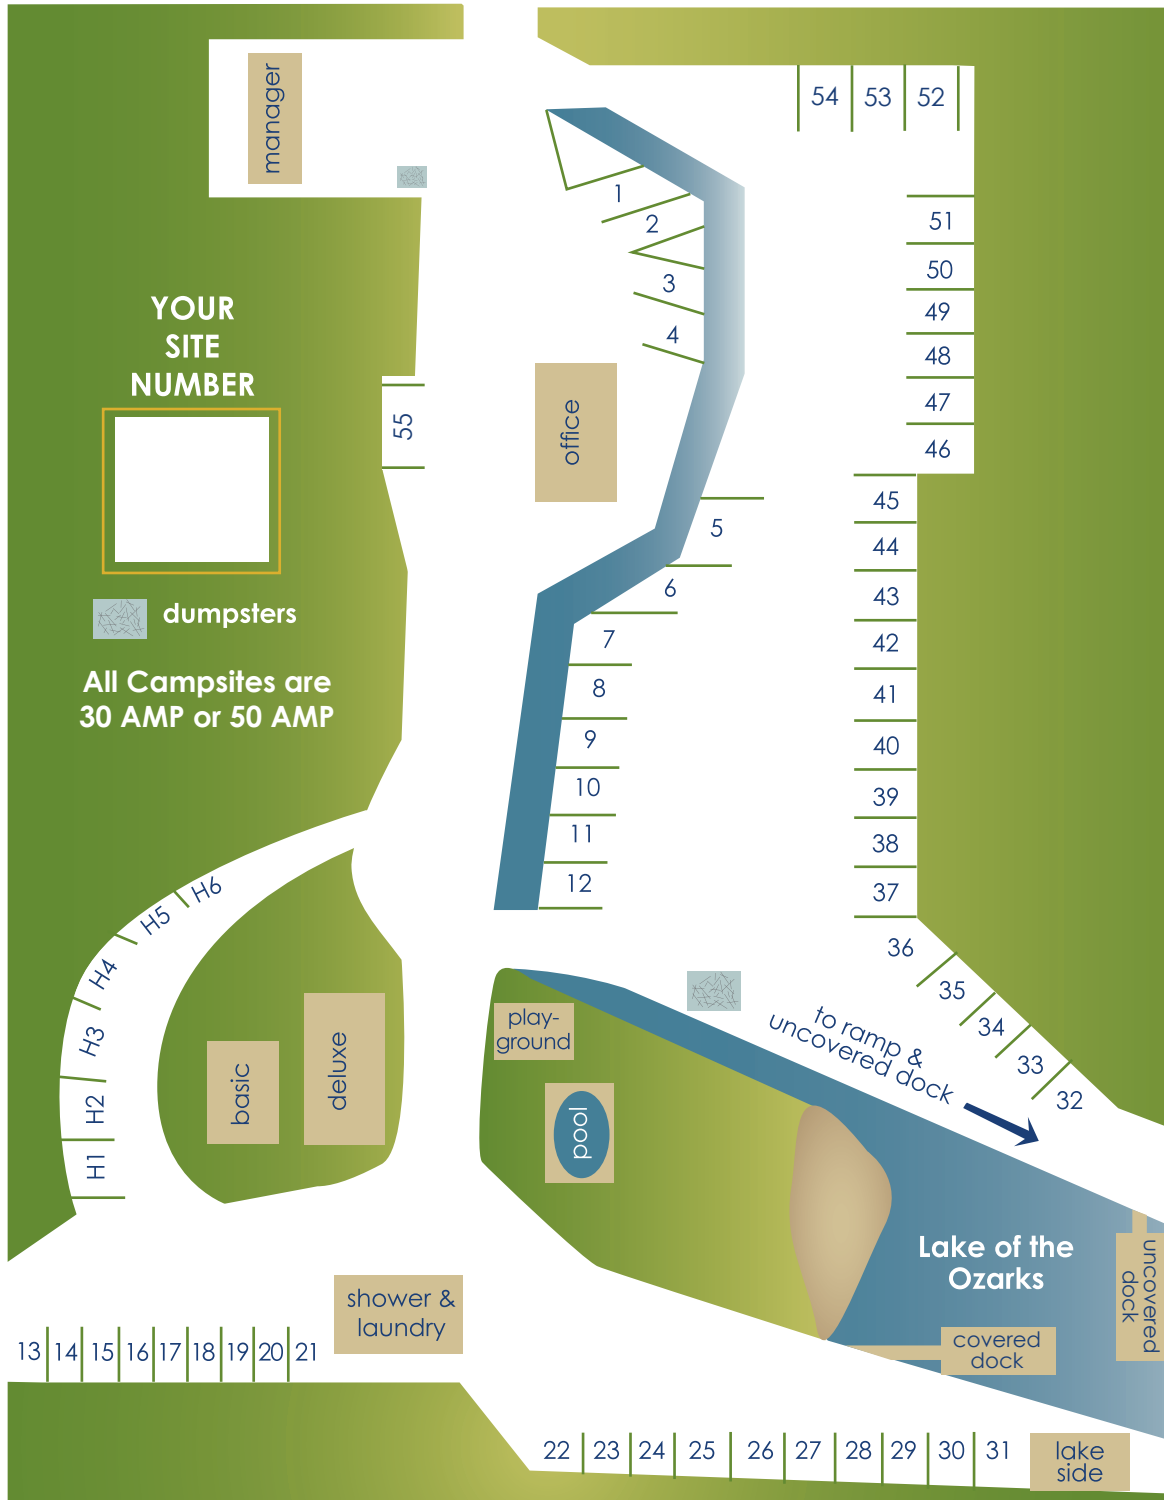 manager
54
53
52
1
2
3
4
51
50
49
48
47
46
YOUR
SITE
NUMBER
55
office
5
6
7
8
9
10
11
12
45
44
43
42
41
40
39
38
37
dumpsters
All Campsites are
30 AMP or 50 AMP
H6
H5
H4
H3
H2
H1
basic
deluxe
play-
ground
pool
36
35
34
33
32
to ramp &
uncovered dock
Lake of the
Ozarks
uncovered
dock
covered
dock
shower &
laundry
13
14
15
16
17
18
19
20
21
22
23
24
25
26
27
28
29
30
31
lake
side